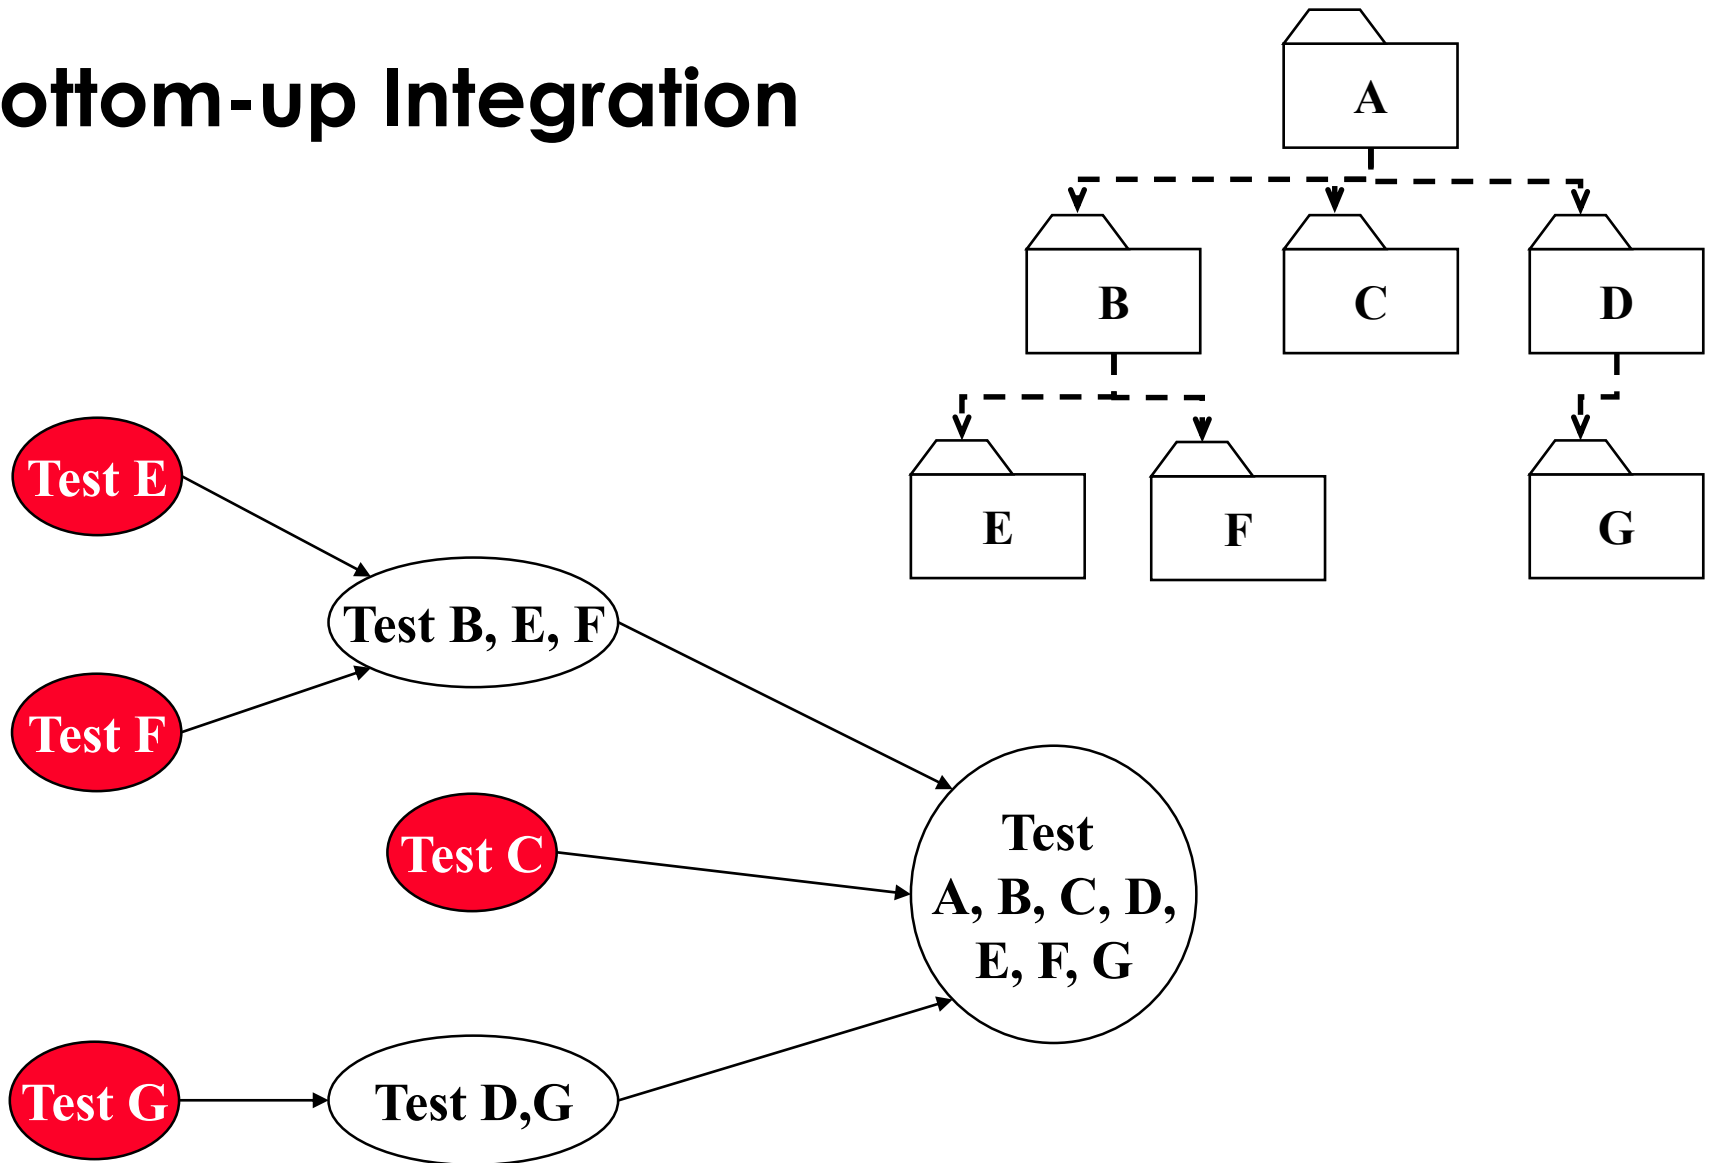 ottom-up Integration
A
B
C
D
E
F
G
Test E
Test B, E, F
Test F
Test C
Test
A, B, C, D,
E, F, G
Test G
Test D,G